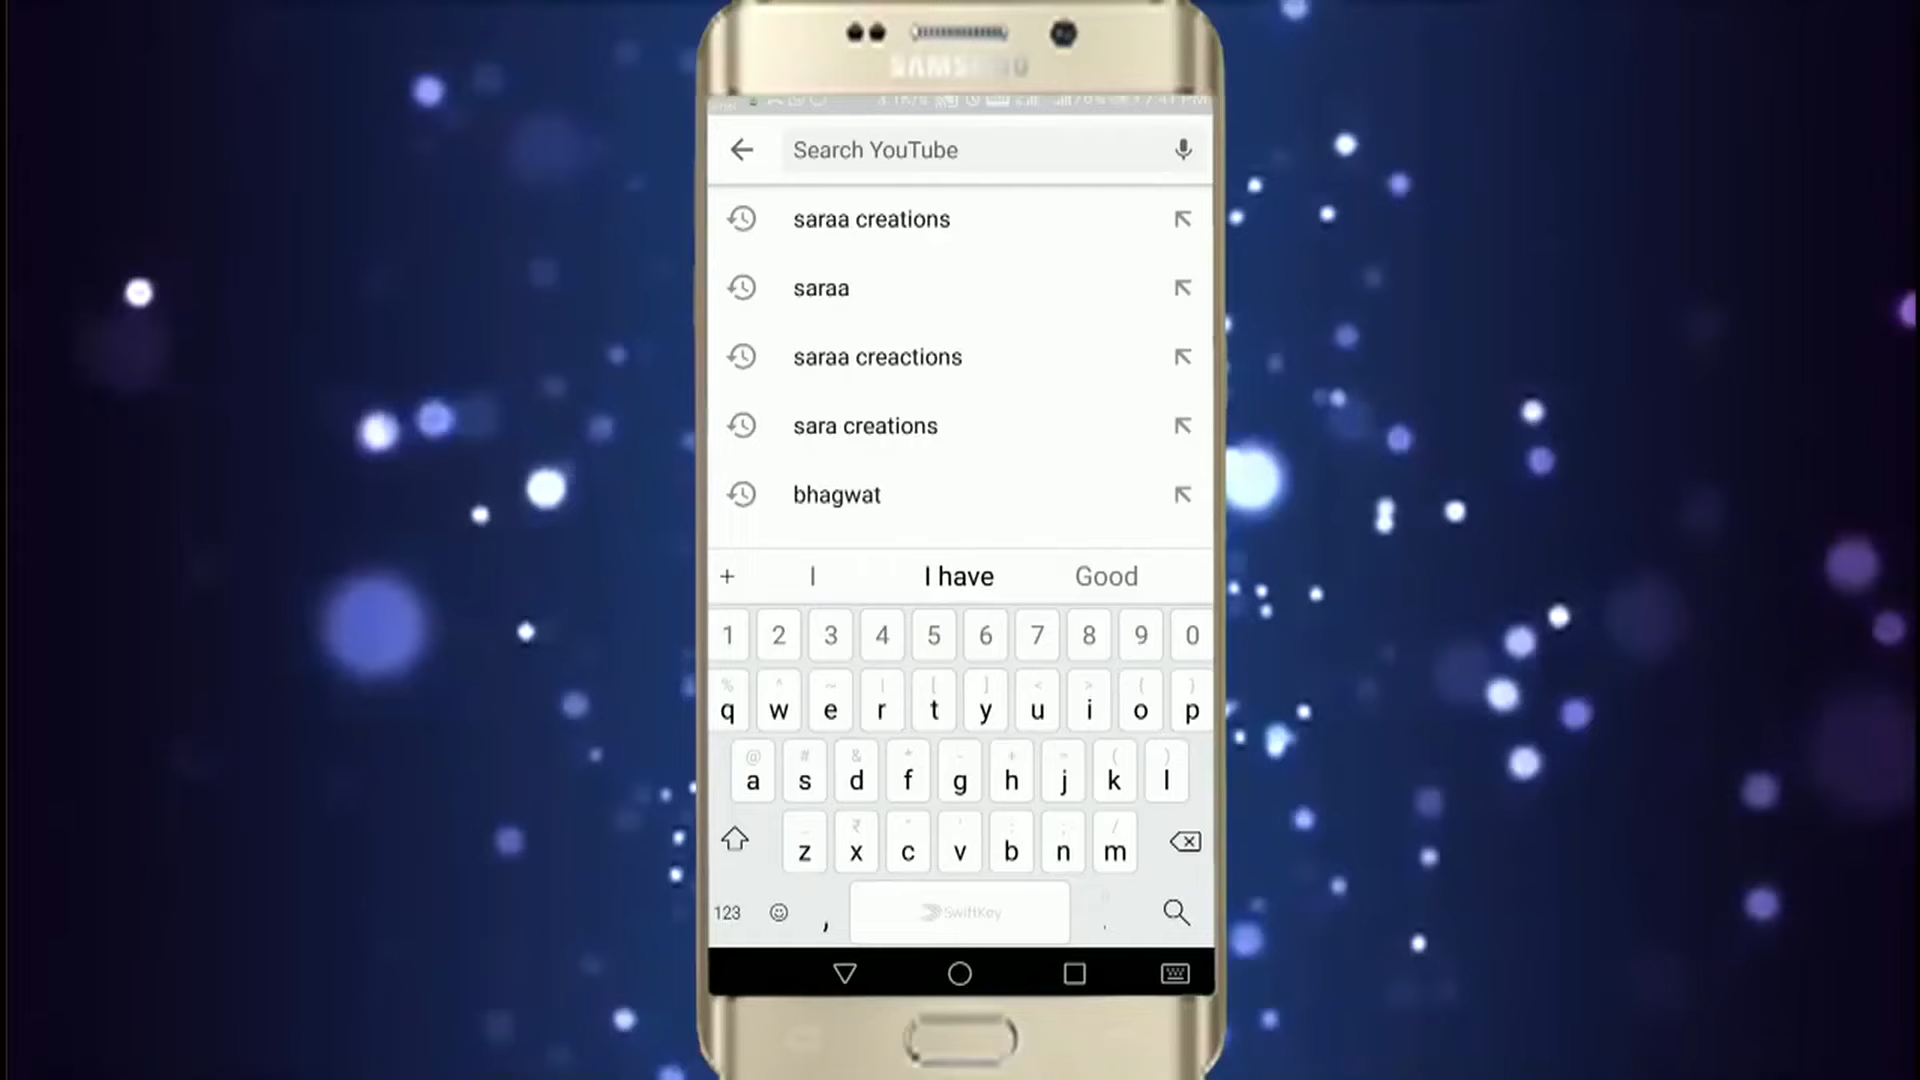 SAMSUNG
Search YouTube
saraa creations
saraa
saraa creactions
sara creations
bhagwat
+ I I have Good
1 2 3 4 5 6 7 8 9 0
% ^ ~ | [ ] < > { }
q w e r t y u i o p
@ # & * - + = ( )
a s d f g h j k l
_ ₹ " ' : ; /
z x c v b n m
123 , SwiftKey .